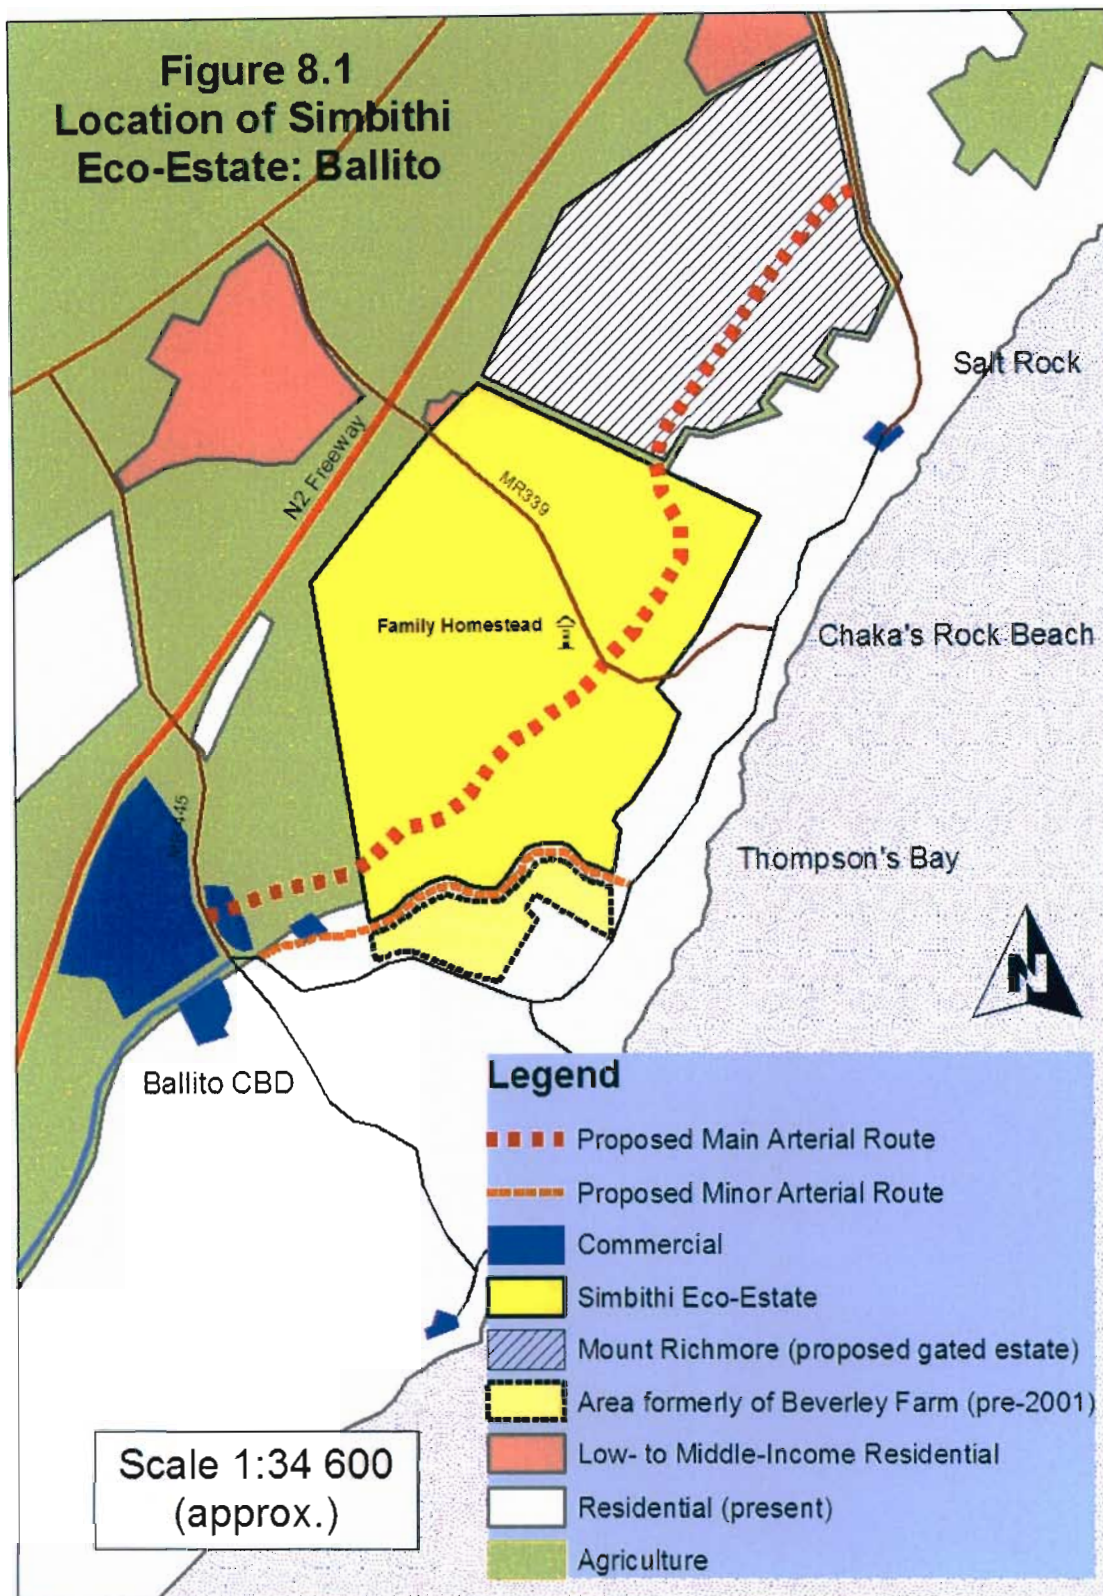 Figure 8.1
Location of Simbithi
Eco-Estate: Ballito
Salt Rock
N2 Freeway
MR339
Family Homestead
Chaka's Rock Beach
Thompson's Bay
N
Ballito CBD
Legend
Proposed Main Arterial Route
Proposed Minor Arterial Route
Commercial
Simbithi Eco-Estate
Mount Richmore (proposed gated estate)
Area formerly of Beverley Farm (pre-2001)
Low- to Middle-Income Residential
Residential (present)
Agriculture
Scale 1:34 600
(approx.)